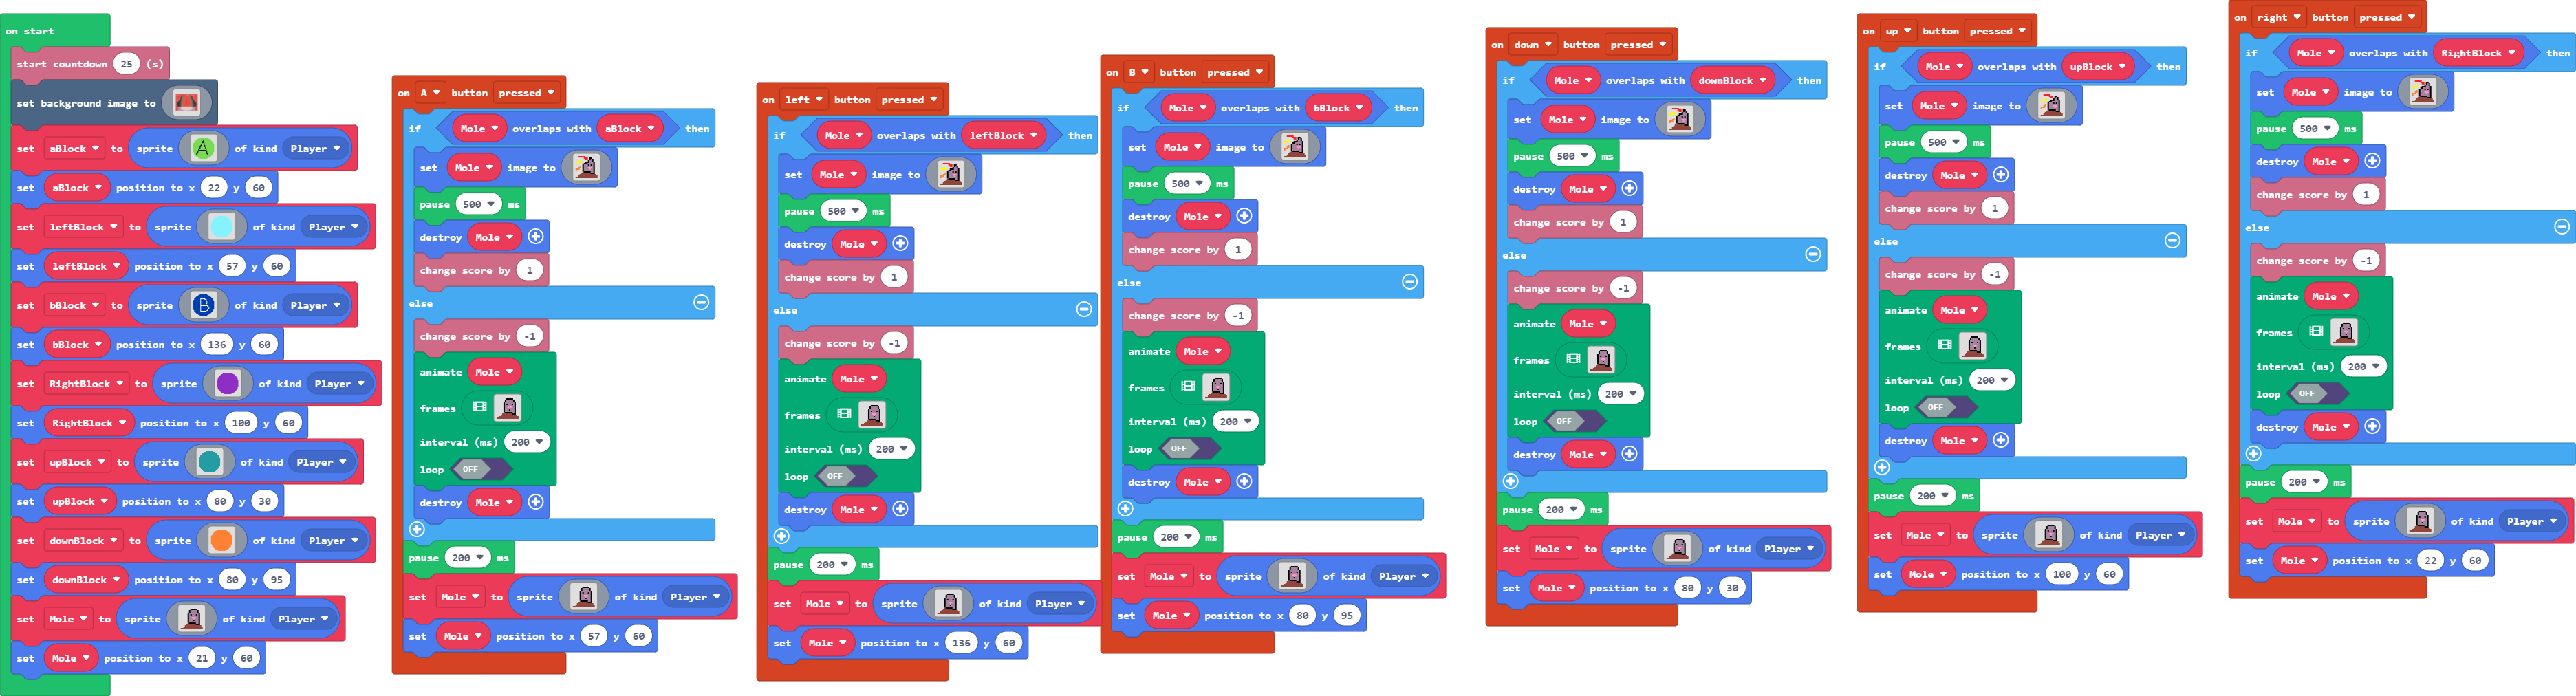 on start
start countdown 25 (s)
set background image to
set aBlock to sprite A of kind Player
set aBlock position to x 22 y 60
set leftBlock to sprite of kind Player
set leftBlock position to x 57 y 60
set bBlock to sprite B of kind Player
set bBlock position to x 136 y 60
set RightBlock to sprite of kind Player
set RightBlock position to x 100 y 60
set upBlock to sprite of kind Player
set upBlock position to x 80 y 30
set downBlock to sprite of kind Player
set downBlock position to x 80 y 95
set Mole to sprite of kind Player
set Mole position to x 21 y 60
on A button pressed
if Mole overlaps with aBlock then
set Mole image to
pause 500 ms
destroy Mole
change score by 1
else
change score by -1
animate Mole
frames
interval (ms) 200
loop OFF
destroy Mole
pause 200 ms
set Mole to sprite of kind Player
set Mole position to x 57 y 60
on left button pressed
if Mole overlaps with leftBlock then
set Mole image to
pause 500 ms
destroy Mole
change score by 1
else
change score by -1
animate Mole
frames
interval (ms) 200
loop OFF
destroy Mole
pause 200 ms
set Mole to sprite of kind Player
set Mole position to x 136 y 60
on B button pressed
if Mole overlaps with bBlock then
set Mole image to
pause 500 ms
destroy Mole
change score by 1
else
change score by -1
animate Mole
frames
interval (ms) 200
loop OFF
destroy Mole
pause 200 ms
set Mole to sprite of kind Player
set Mole position to x 80 y 95
on down button pressed
if Mole overlaps with downBlock then
set Mole image to
pause 500 ms
destroy Mole
change score by 1
else
change score by -1
animate Mole
frames
interval (ms) 200
loop OFF
destroy Mole
pause 200 ms
set Mole to sprite of kind Player
set Mole position to x 80 y 30
on up button pressed
if Mole overlaps with upBlock then
set Mole image to
pause 500 ms
destroy Mole
change score by 1
else
change score by -1
animate Mole
frames
interval (ms) 200
loop OFF
destroy Mole
pause 200 ms
set Mole to sprite of kind Player
set Mole position to x 100 y 60
on right button pressed
if Mole overlaps with RightBlock then
set Mole image to
pause 500 ms
destroy Mole
change score by 1
else
change score by -1
animate Mole
frames
interval (ms) 200
loop OFF
destroy Mole
pause 200 ms
set Mole to sprite of kind Player
set Mole position to x 22 y 60